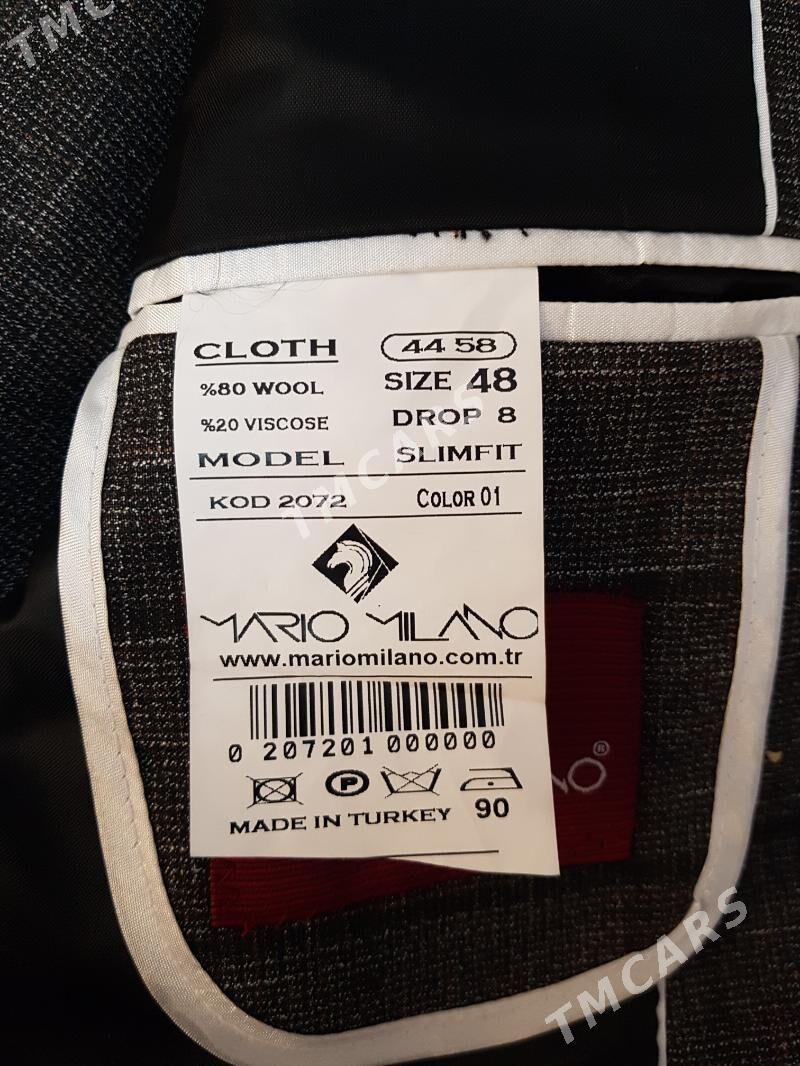 TMCARS
CLOTH 44 58
%80 WOOL SIZE 48
%20 VISCOSE DROP 8
MODEL SLIMFIT
KOD 2072 COLOR 01
TMCARS
MARIO MILANO
www.mariomilano.com.tr
0 207201 000000
NO®
P
MADE IN TURKEY 90
TMCARS